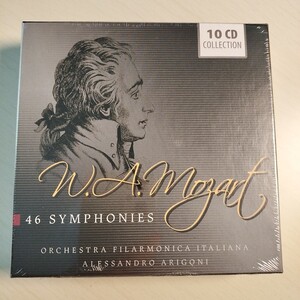 10 CD
COLLECTION
W.A. Mozart
46 SYMPHONIES
ORCHESTRA FILARMONICA ITALIANA
ALESSANDRO ARIGONI